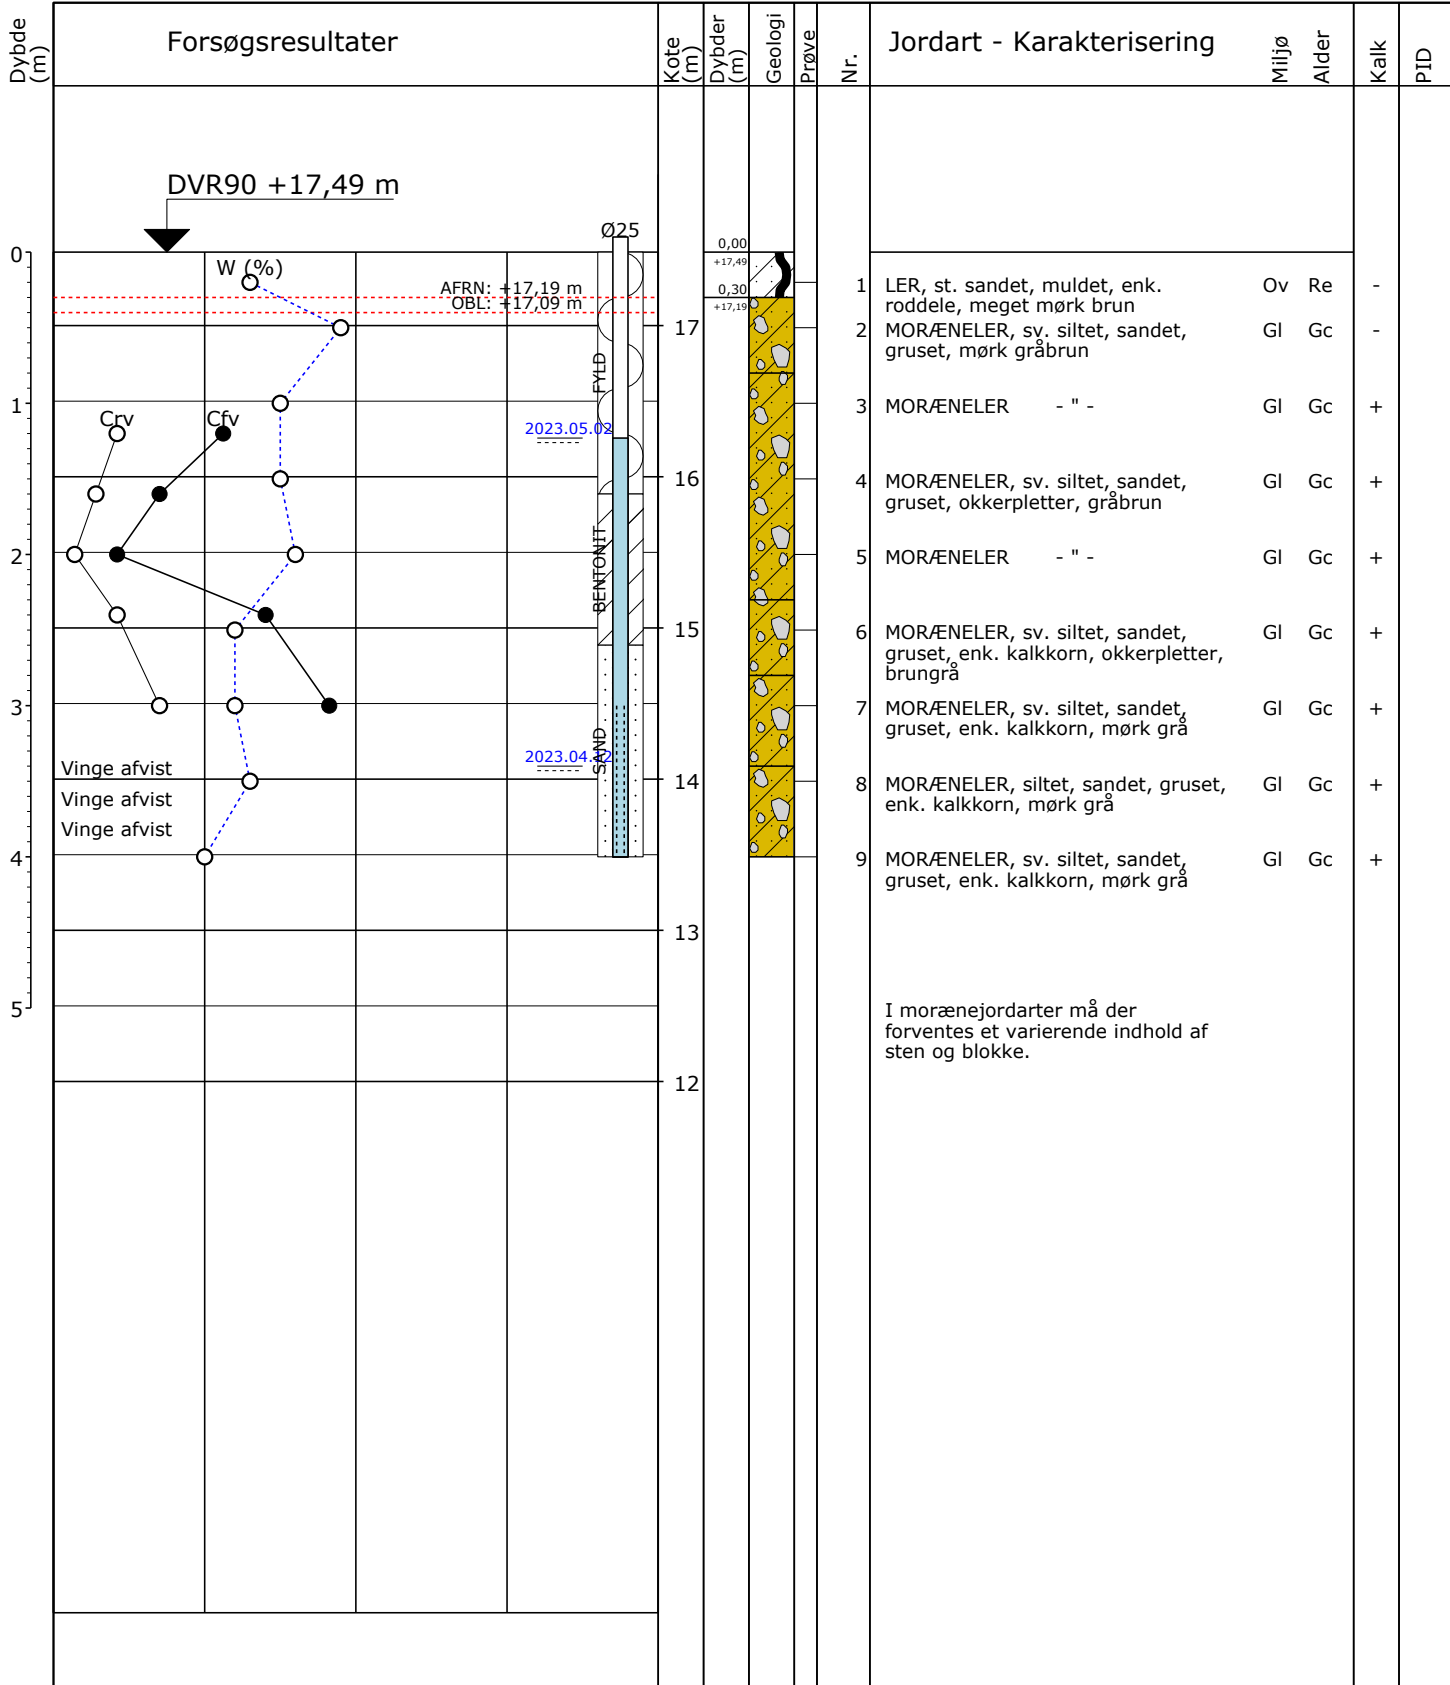 Dybde (m)
Forsøgsresultater
Kote (m)
Dybder (m)
Geologi
Prøve
Nr.
Jordart - Karakterisering
Miljø
Alder
Kalk
PID
DVR90 +17,49 m
Ø25
0
W (%)
0,00
+17,49
AFRN: +17,19 m
0,30
OBL: +17,09 m
+17,19
1 LER, st. sandet, muldet, enk. Ov Re -
roddele, meget mørk brun
17
2 MORÆNELER, sv. siltet, sandet, Gl Gc -
gruset, mørk gråbrun
FYLD
1
3 MORÆNELER - " - Gl Gc +
Crv
Cfv
2023.05.02
16
4 MORÆNELER, sv. siltet, sandet, Gl Gc +
gruset, okkerpletter, gråbrun
2
BENTONIT
5 MORÆNELER - " - Gl Gc +
15
6 MORÆNELER, sv. siltet, sandet, Gl Gc +
gruset, enk. kalkkorn, okkerpletter,
brungrå
3
7 MORÆNELER, sv. siltet, sandet, Gl Gc +
gruset, enk. kalkkorn, mørk grå
SAND
2023.04.12
Vinge afvist
14
8 MORÆNELER, siltet, sandet, gruset, Gl Gc +
enk. kalkkorn, mørk grå
Vinge afvist
Vinge afvist
4
9 MORÆNELER, sv. siltet, sandet, Gl Gc +
gruset, enk. kalkkorn, mørk grå
13
5
I morænejordarter må der
forventes et varierende indhold af
sten og blokke.
12